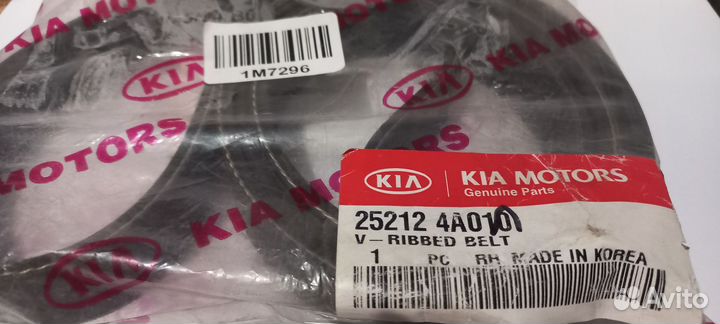 KIA MOTORS
1M7296
KIA
KIA
MOTORS
KIA MOTORS
KIA
KIA MOTORS
Genuine Parts
25212 4A010
V-RIBBED BELT
1 PC RH MADE IN KOREA
Avito